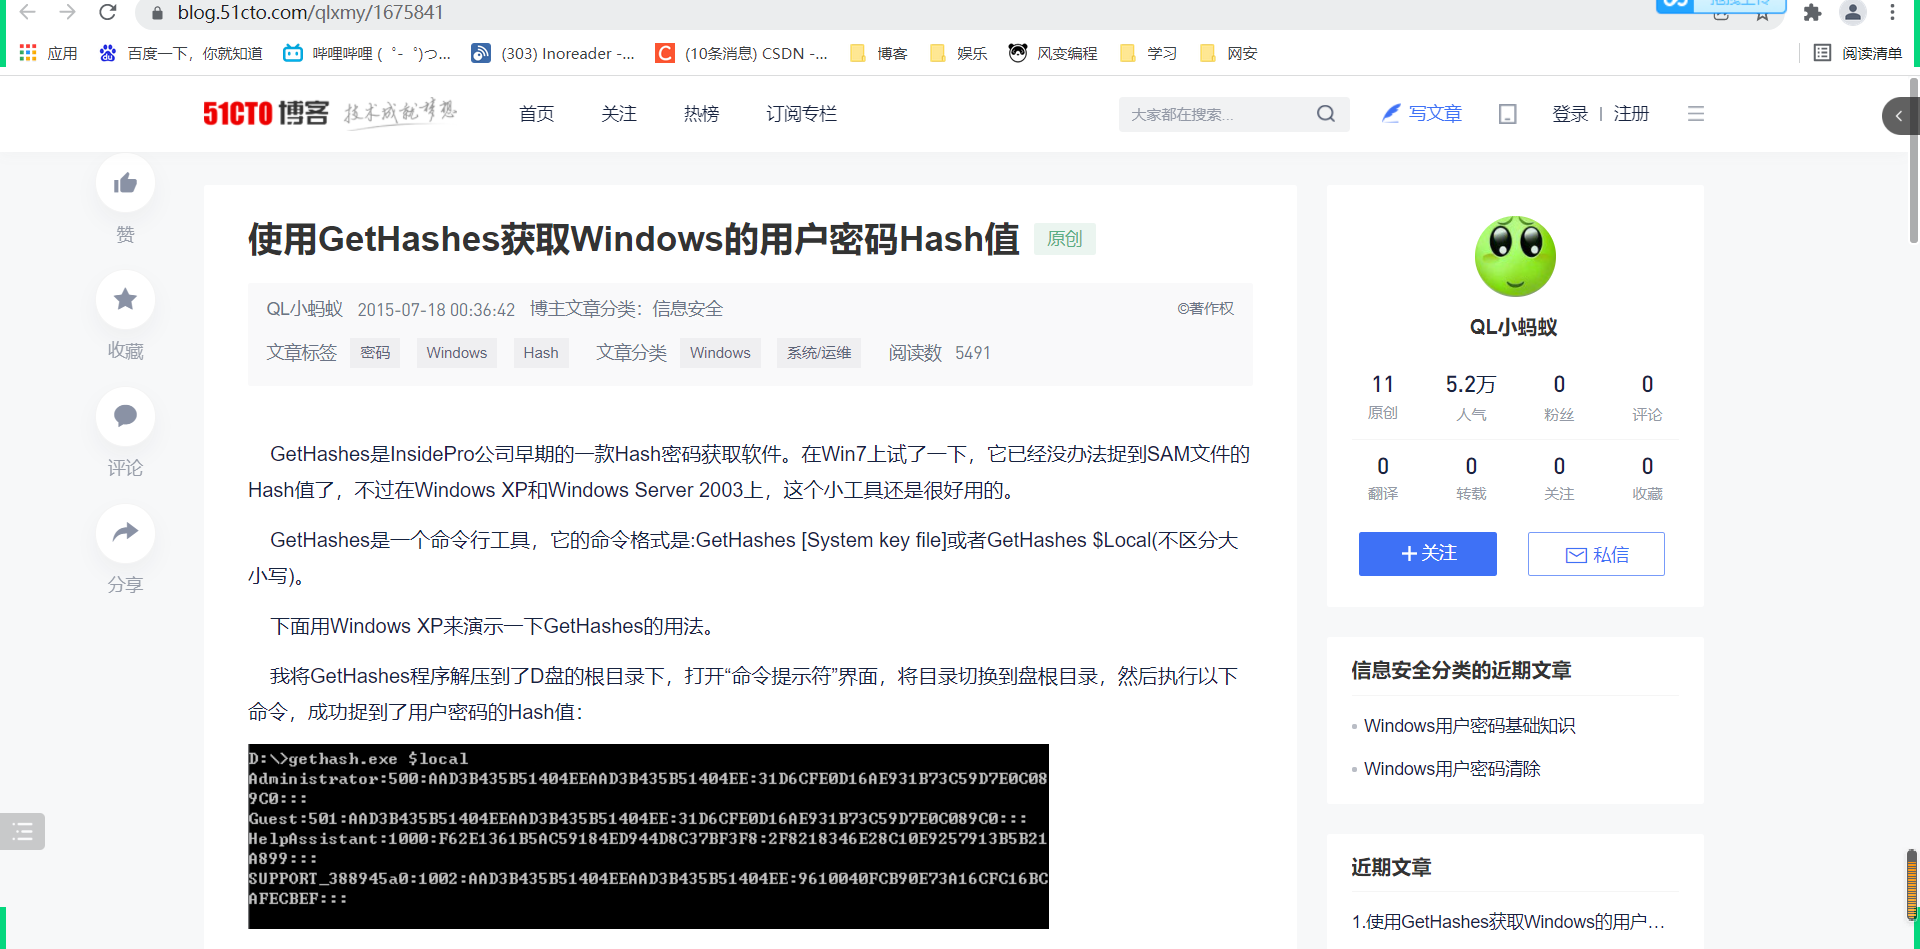 blog.51cto.com/qlxmy/1675841
应用
百度一下，你就知道
哔哩哔哩 (゜-゜)つ...
(303) Inoreader -...
(10条消息) CSDN -...
博客
娱乐
风变编程
学习
网安
阅读清单
51CTO 博客
技术成就梦想
首页
关注
热榜
订阅专栏
大家都在搜索...
写文章
登录 | 注册
赞
收藏
评论
分享
使用GetHashes获取Windows的用户密码Hash值
原创
QL小蚂蚁 2015-07-18 00:36:42 博主文章分类：信息安全
©著作权
文章标签 密码 Windows Hash 文章分类 Windows 系统/运维 阅读数 5491
GetHashes是InsidePro公司早期的一款Hash密码获取软件。在Win7上试了一下，它已经没办法捉到SAM文件的
Hash值了，不过在Windows XP和Windows Server 2003上，这个小工具还是很好用的。
GetHashes是一个命令行工具，它的命令格式是:GetHashes [System key file]或者GetHashes $Local(不区分大
小写)。
下面用Windows XP来演示一下GetHashes的用法。
我将GetHashes程序解压到了D盘的根目录下，打开“命令提示符”界面，将目录切换到盘根目录，然后执行以下
命令，成功捉到了用户密码的Hash值：
D:\>gethash.exe $local
Administrator:500:AAD3B435B51404EEAAD3B435B51404EE:31D6CFE0D16AE931B73C59D7E0C08
9C0:::
Guest:501:AAD3B435B51404EEAAD3B435B51404EE:31D6CFE0D16AE931B73C59D7E0C089C0:::
HelpAssistant:1000:F62E1361B5AC59184ED944D8C37BF3F8:2F8218346E28C10E9257913B5B21
A899:::
SUPPORT_388945a0:1002:AAD3B435B51404EEAAD3B435B51404EE:9610040FCB90E73A16CFC16BC
AFECBEF:::
QL小蚂蚁
11 5.2万 0 0
原创 人气 粉丝 评论
0 0 0 0
翻译 转载 关注 收藏
+关注
私信
信息安全分类的近期文章
Windows用户密码基础知识
Windows用户密码清除
近期文章
1.使用GetHashes获取Windows的用户…